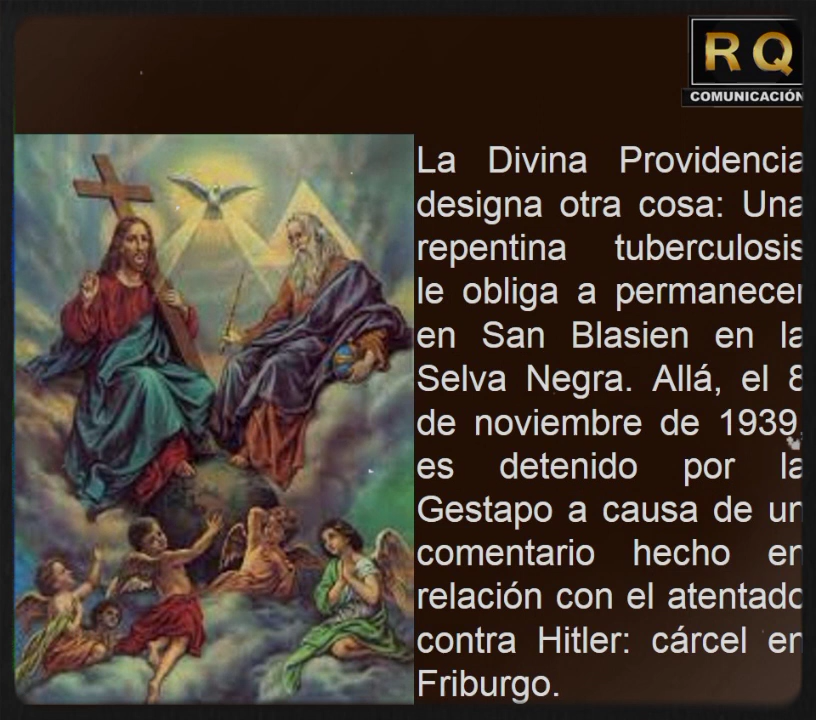 RQ
COMUNICACIÓN
La Divina Providencia
designa otra cosa: Una
repentina tuberculosis
le obliga a permanecer
en San Blasien en la
Selva Negra. Allá, el 8
de noviembre de 1939,
es detenido por la
Gestapo a causa de un
comentario hecho en
relación con el atentado
contra Hitler: cárcel en
Friburgo.